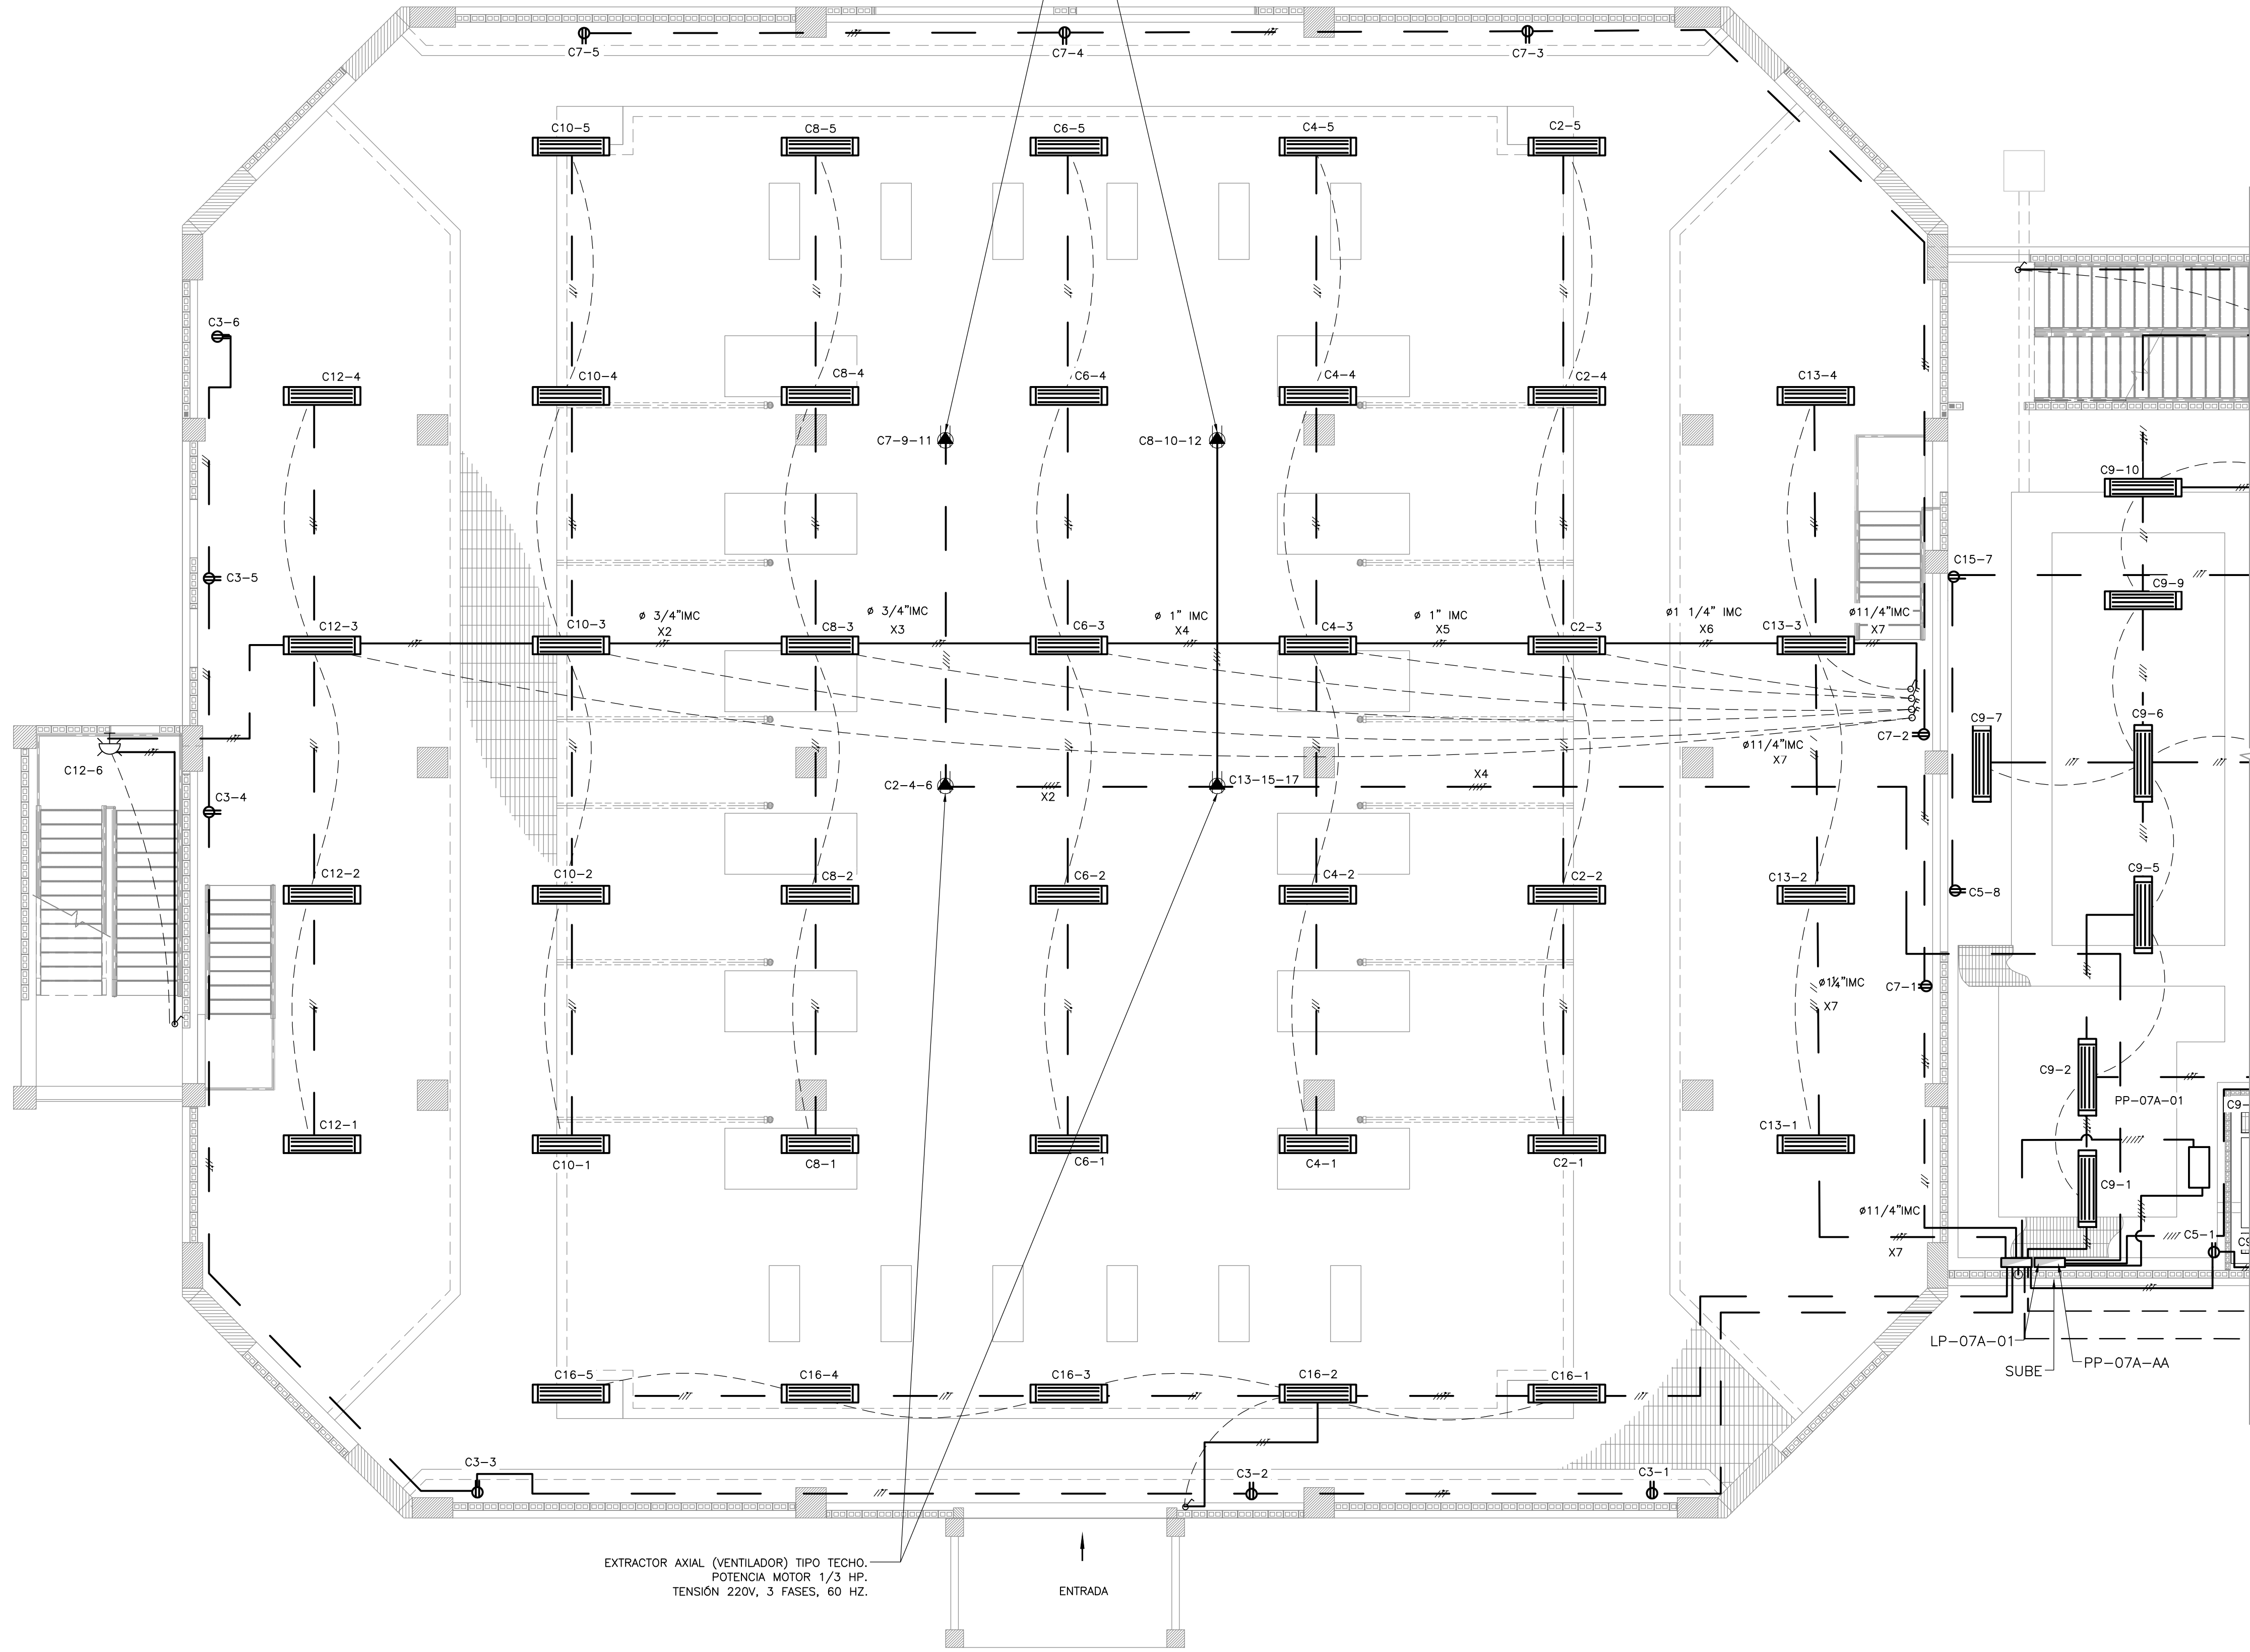 C7-5
C7-4
C7-3
C10-5
C8-5
C6-5
C4-5
C2-5
C3-6
C12-4
C10-4
C8-4
C6-4
C4-4
C2-4
C13-4
C7-9-11
C8-10-12
C9-10
C3-5
C15-7
C9-9
ø 3/4"IMC
X2
ø 3/4"IMC
X3
ø 1" IMC
X4
ø 1" IMC
X5
ø1 1/4" IMC
X6
ø11/4"IMC
X7
C12-3
C10-3
C8-3
C6-3
C4-3
C2-3
C13-3
C9-7
C9-6
C7-2
ø11/4"IMC
X7
C12-6
C3-4
C2-4-6
X2
C13-15-17
X4
C12-2
C10-2
C8-2
C6-2
C4-2
C2-2
C13-2
C9-5
C5-8
C7-1
ø1¼"IMC
X7
C9-2
PP-07A-01
C9-
C12-1
C10-1
C8-1
C6-1
C4-1
C2-1
C13-1
C9-1
ø11/4"IMC
X7
C5-1
C9
LP-07A-01
SUBE
PP-07A-AA
C16-5
C16-4
C16-3
C16-2
C16-1
C3-3
C3-2
C3-1
EXTRACTOR AXIAL (VENTILADOR) TIPO TECHO.
POTENCIA MOTOR 1/3 HP.
TENSIÓN 220V, 3 FASES, 60 HZ.
ENTRADA